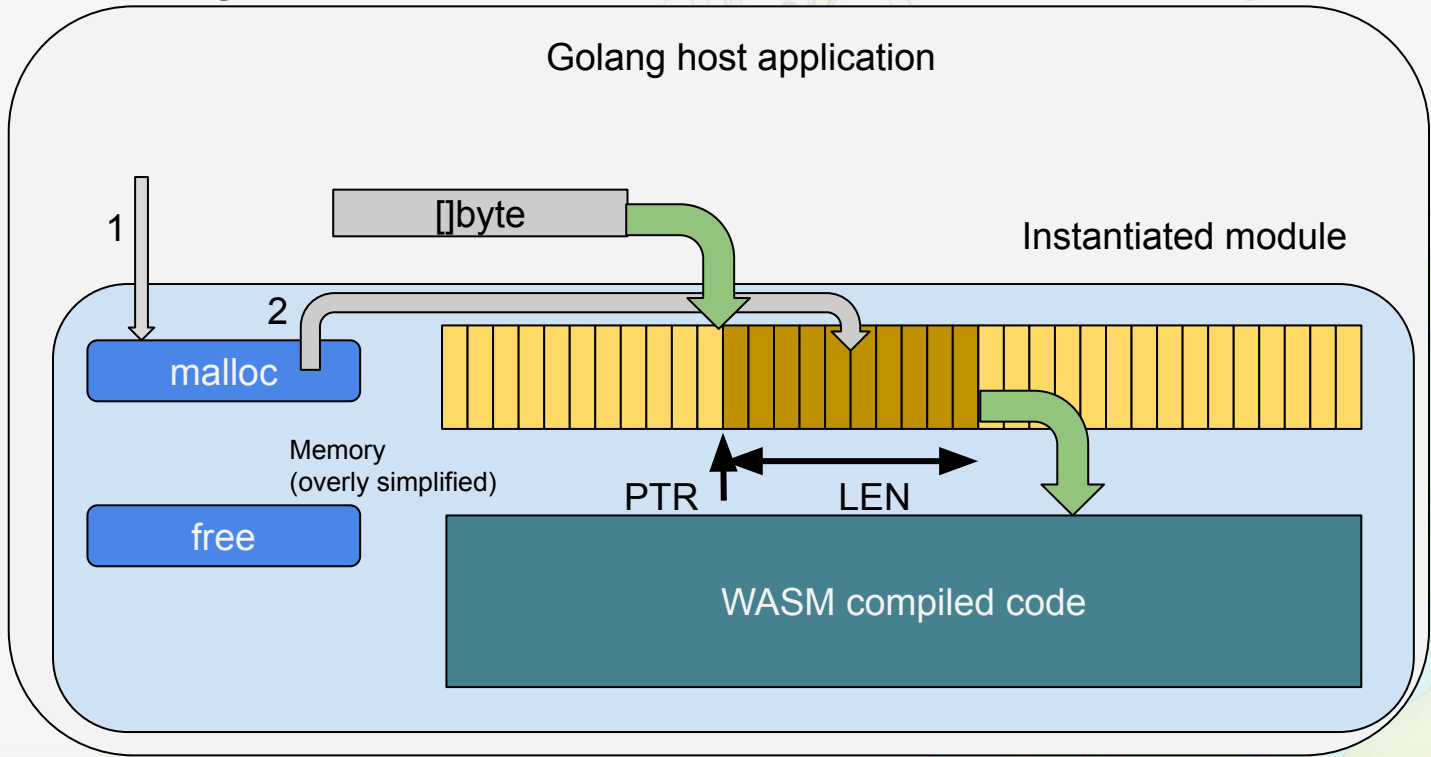 Golang host application
1
[]byte
Instantiated module
2
malloc
Memory
(overly simplified)
PTR
LEN
free
WASM compiled code